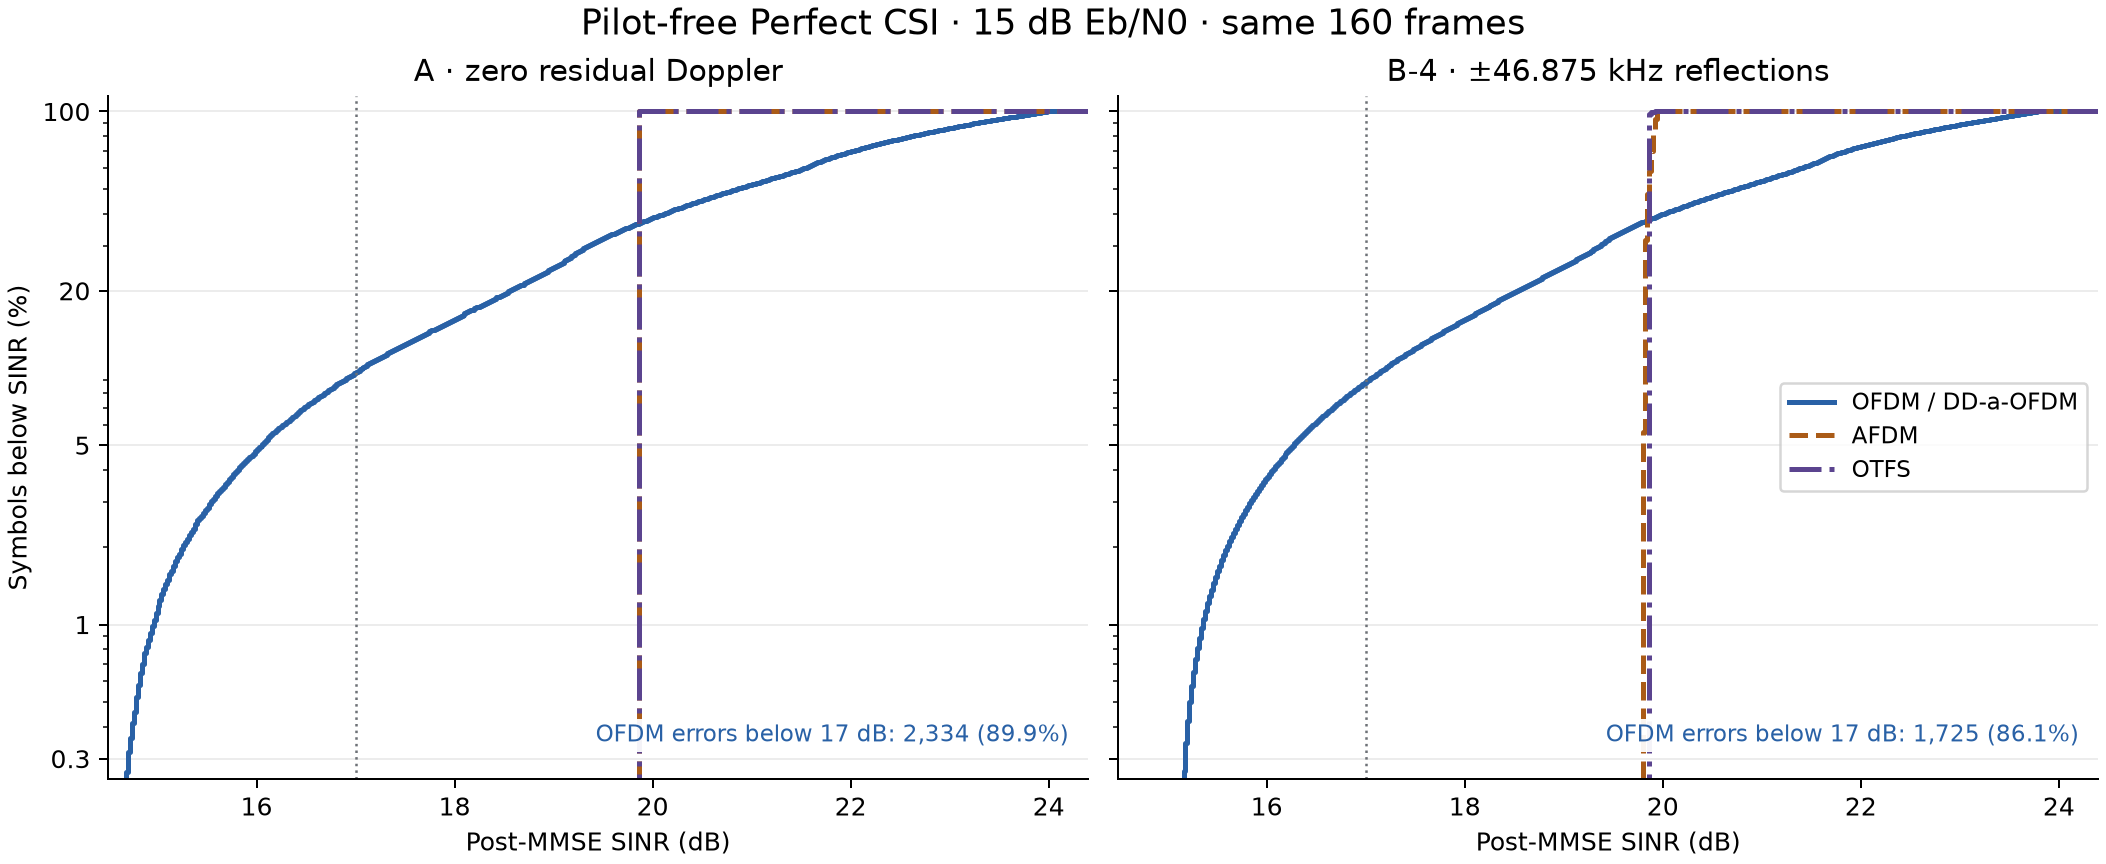 Pilot-free Perfect CSI · 15 dB Eb/N0 · same 160 frames
A · zero residual Doppler
B-4 · ±46.875 kHz reflections
Symbols below SINR (%)
100
20
5
1
0.3
OFDM errors below 17 dB: 2,334 (89.9%)
16 18 20 22 24
Post-MMSE SINR (dB)
OFDM / DD-a-OFDM
AFDM
OTFS
OFDM errors below 17 dB: 1,725 (86.1%)
16 18 20 22 24
Post-MMSE SINR (dB)